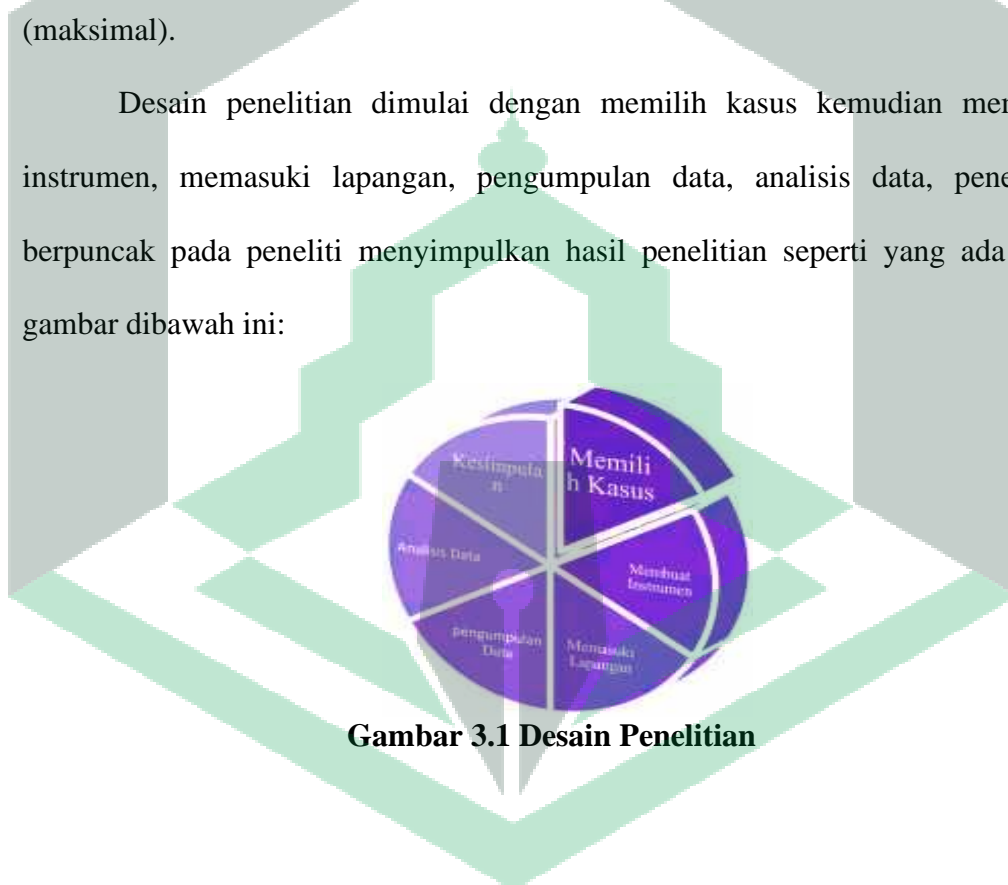 (maksimal).
Desain penelitian dimulai dengan memilih kasus kemudian mem
instrumen, memasuki lapangan, pengumpulan data, analisis data, pene
berpuncak pada peneliti menyimpulkan hasil penelitian seperti yang ada
gambar dibawah ini:
Kesimpula
n
Memili
h Kasus
Analisis Data
Membuat
Instrumen
pengumpulan
Data
Memasuki
Lapangan
Gambar 3.1 Desain Penelitian